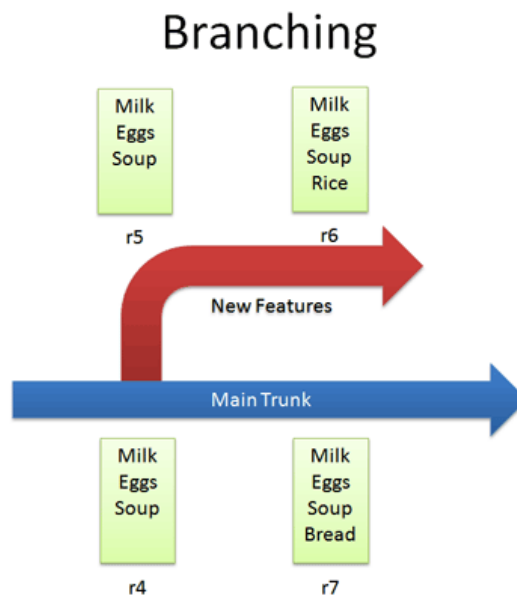 Branching
Milk
Eggs
Soup
r5
Milk
Eggs
Soup
Rice
r6
New Features
Main Trunk
Milk
Eggs
Soup
r4
Milk
Eggs
Soup
Bread
r7